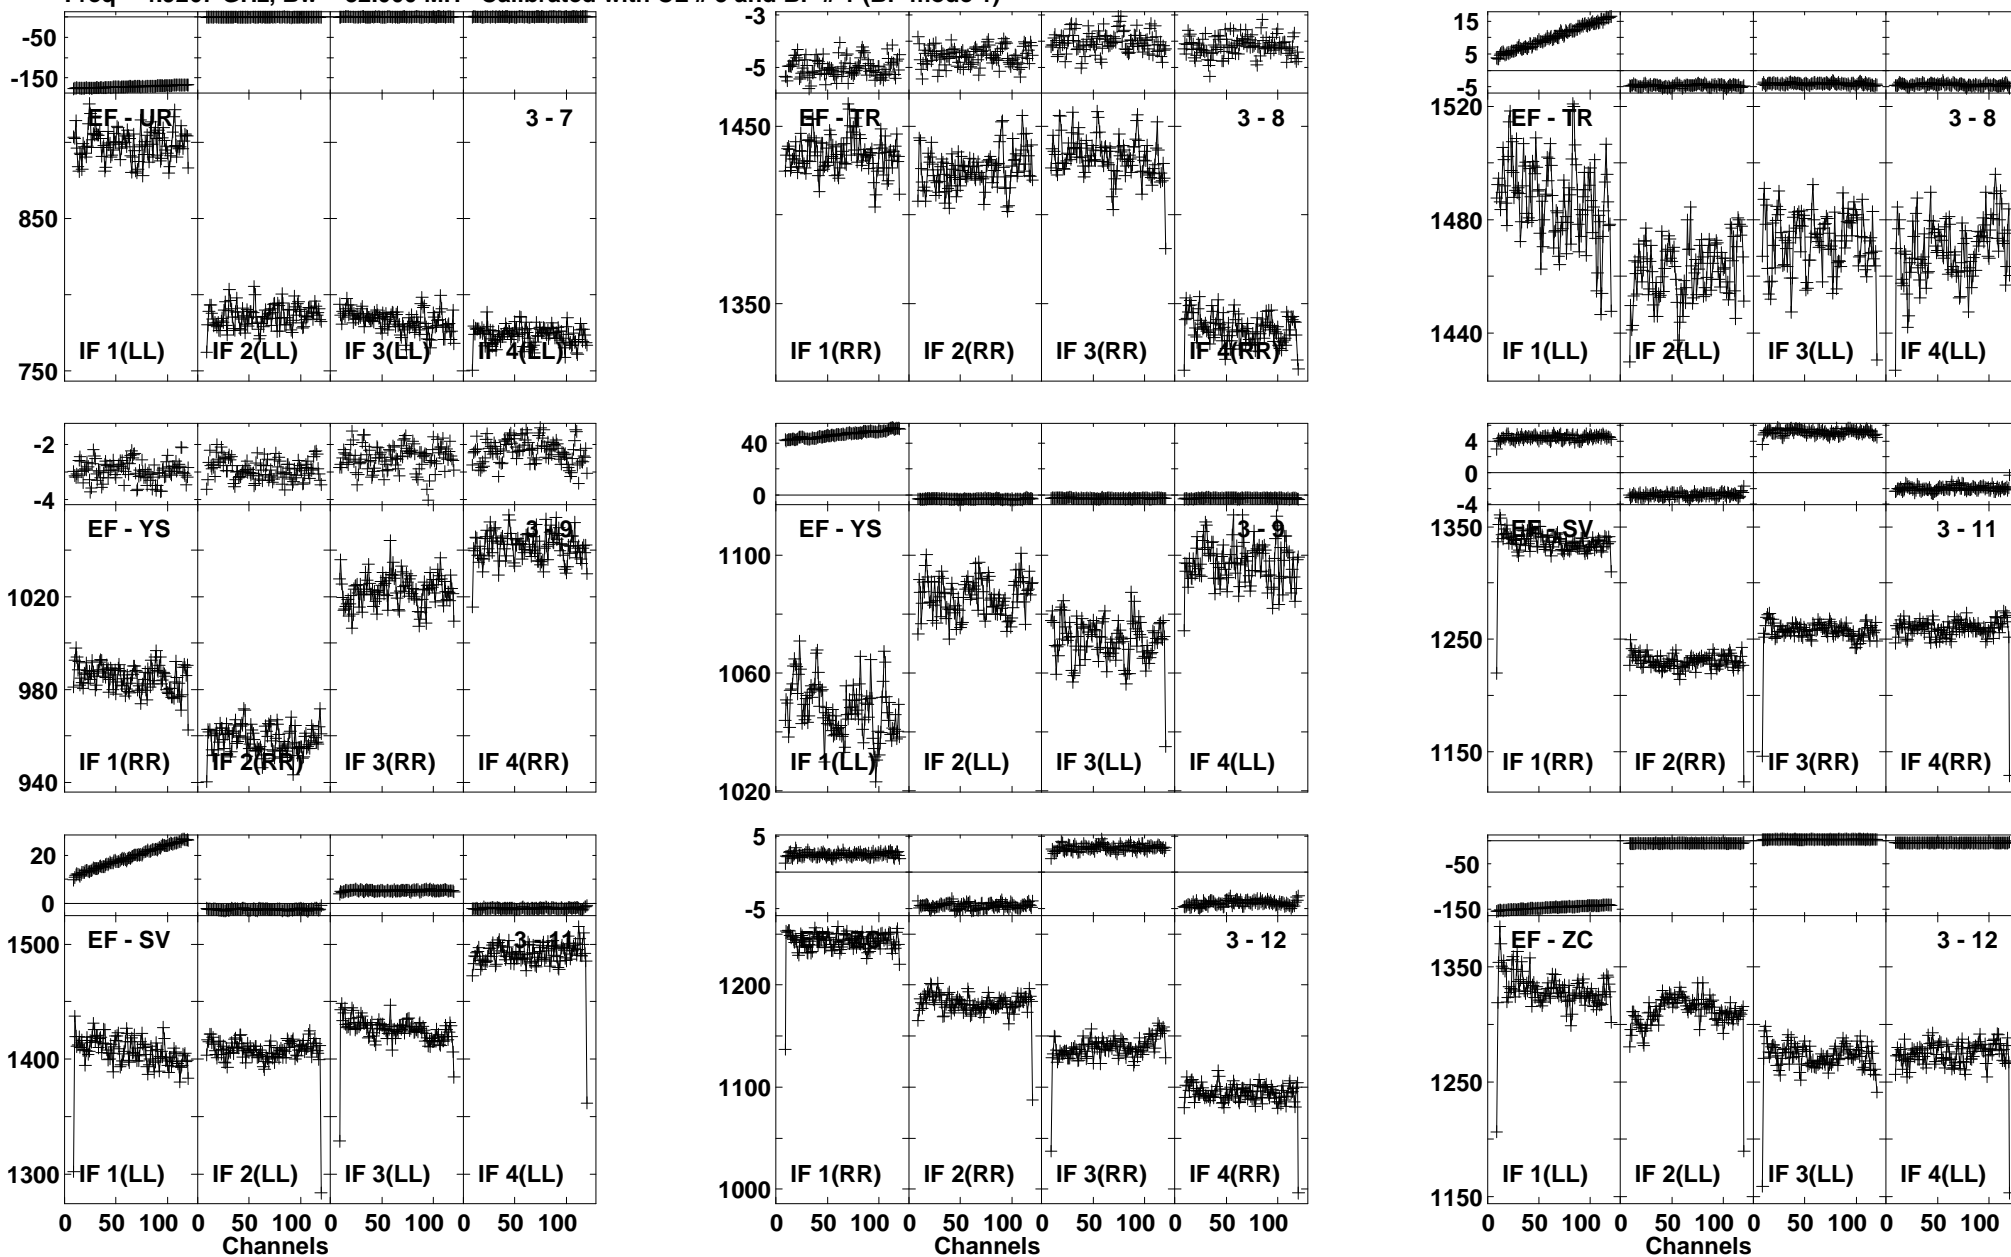 Calibrated with CL # and BP # (BP mode
-50
-150
EF - UR
3 - 7
850
750
IF 1(LL) IF 2(LL) IF 3(LL) IF 4(LL)
-3
-5
EF - TR
3 - 8
1450
1350
IF 1(RR) IF 2(RR) IF 3(RR) IF 4(RR)
15
5
-5
1520
EF - TR
3 - 8
1480
1440
IF 1(LL) IF 2(LL) IF 3(LL) IF 4(LL)
-2
-4
EF - YS
3 - 9
1020
980
940
IF 1(RR) IF 2(RR) IF 3(RR) IF 4(RR)
40
0
EF - YS
3 - 9
1100
1060
1020
IF 1(LL) IF 2(LL) IF 3(LL) IF 4(LL)
4
0
-4
1350
EF - SV
3 - 11
1250
1150
IF 1(RR) IF 2(RR) IF 3(RR) IF 4(RR)
20
0
EF - SV
3 - 11
1500
1400
1300
IF 1(LL) IF 2(LL) IF 3(LL) IF 4(LL)
0 50 100 0 50 100 0 50 100 0 50 100
Channels
5
-5
EF - ZC
3 - 12
1200
1100
1000
IF 1(RR) IF 2(RR) IF 3(RR) IF 4(RR)
0 50 100 0 50 100 0 50 100 0 50 100
Channels
-50
-150
EF - ZC
3 - 12
1350
1250
1150
IF 1(LL) IF 2(LL) IF 3(LL) IF 4(LL)
0 50 100 0 50 100 0 50 100 0 50 100
Channels